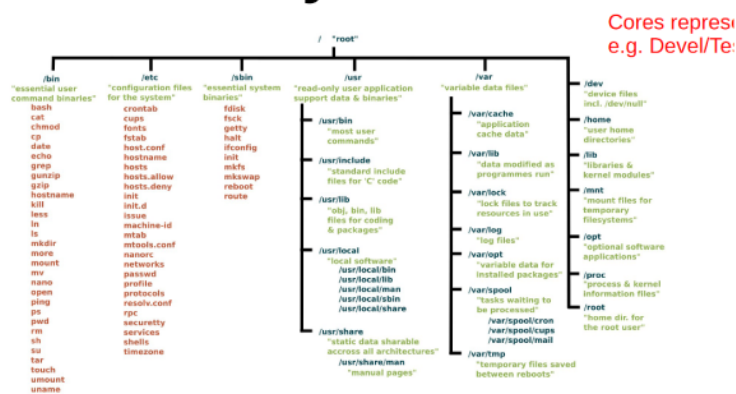 Cores repres
e.g. Devel/Te
/ "root"
/bin
"essential user
command binaries"
bash
cat
chmod
cp
date
echo
grep
gunzip
gzip
hostname
kill
less
ln
ls
mkdir
more
mount
mv
nano
open
ping
ps
pwd
rm
sh
su
tar
touch
umount
uname
/etc
"configuration files
for the system"
crontab
cups
fonts
fstab
host.conf
hostname
hosts
hosts.allow
hosts.deny
init
init.d
issue
machine-id
mtab
mtools.conf
nanorc
networks
passwd
profile
protocols
resolv.conf
rpc
securetty
services
shells
timezone
/sbin
"essential system
binaries"
fdisk
fsck
getty
halt
ifconfig
init
mkfs
mkswap
reboot
route
/usr
"read-only user application
support data & binaries"
/usr/bin
"most user
commands"
/usr/include
"standard include
files for 'C' code"
/usr/lib
"obj, bin, lib
files for coding
& packages"
/usr/local
"local software"
/usr/local/bin
/usr/local/lib
/usr/local/man
/usr/local/sbin
/usr/local/share
/usr/share
"static data sharable
accross all architectures"
/usr/share/man
"manual pages"
/var
"variable data files"
/var/cache
"application
cache data"
/var/lib
"data modified as
programmes run"
/var/lock
"lock files to track
resources in use"
/var/log
"log files"
/var/opt
"variable data for
installed packages"
/var/spool
"tasks waiting to
be processed"
/var/spool/cron
/var/spool/cups
/var/spool/mail
/var/tmp
"temporary files saved
between reboots"
/dev
"device files
incl. /dev/null"
/home
"user home
directories"
/lib
"libraries &
kernel modules"
/mnt
"mount files for
temporary
filesystems"
/opt
"optional software
applications"
/proc
"process & kernel
information files"
/root
"home dir. for
the root user"